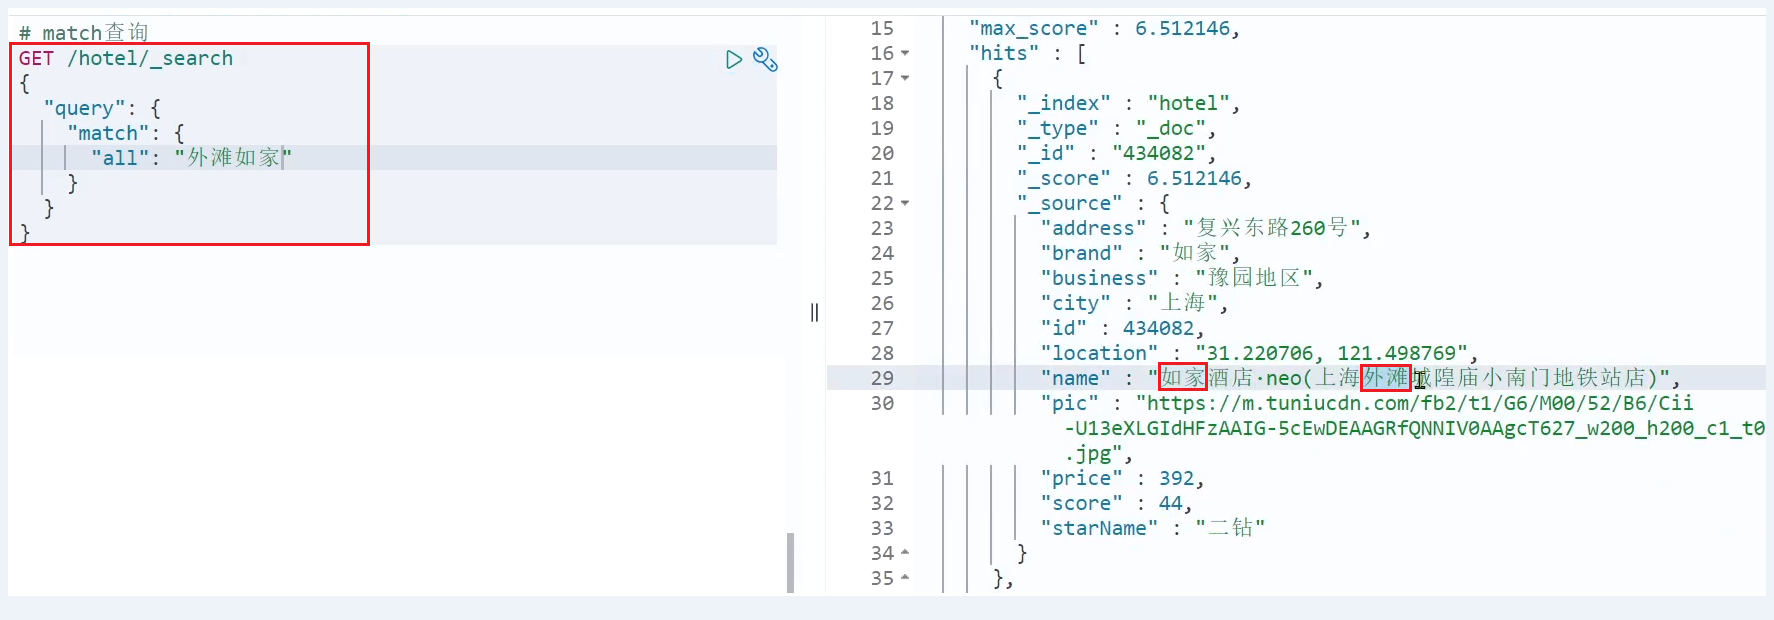 # match查询
GET /hotel/_search
{
"query": {
"match": {
"all": "外滩如家"
}
}
}
15 "max_score" : 6.512146,
16 "hits" : [
17 {
18 "_index" : "hotel",
19 "_type" : "_doc",
20 "_id" : "434082",
21 "_score" : 6.512146,
22 "_source" : {
23 "address" : "复兴东路260号",
24 "brand" : "如家",
25 "business" : "豫园地区",
26 "city" : "上海",
27 "id" : 434082,
28 "location" : "31.220706, 121.498769",
29 "name" : "如家酒店·neo(上海外滩城隍庙小南门地铁站店)",
30 "pic" : "https://m.tuniucdn.com/fb2/t1/G6/M00/52/B6/Cii
-U13eXLGIdHFzAAIG-5cEwDEAAGRfQNNIV0AAgcT627_w200_h200_c1_t0
.jpg",
31 "price" : 392,
32 "score" : 44,
33 "starName" : "二钻"
34 }
35 },